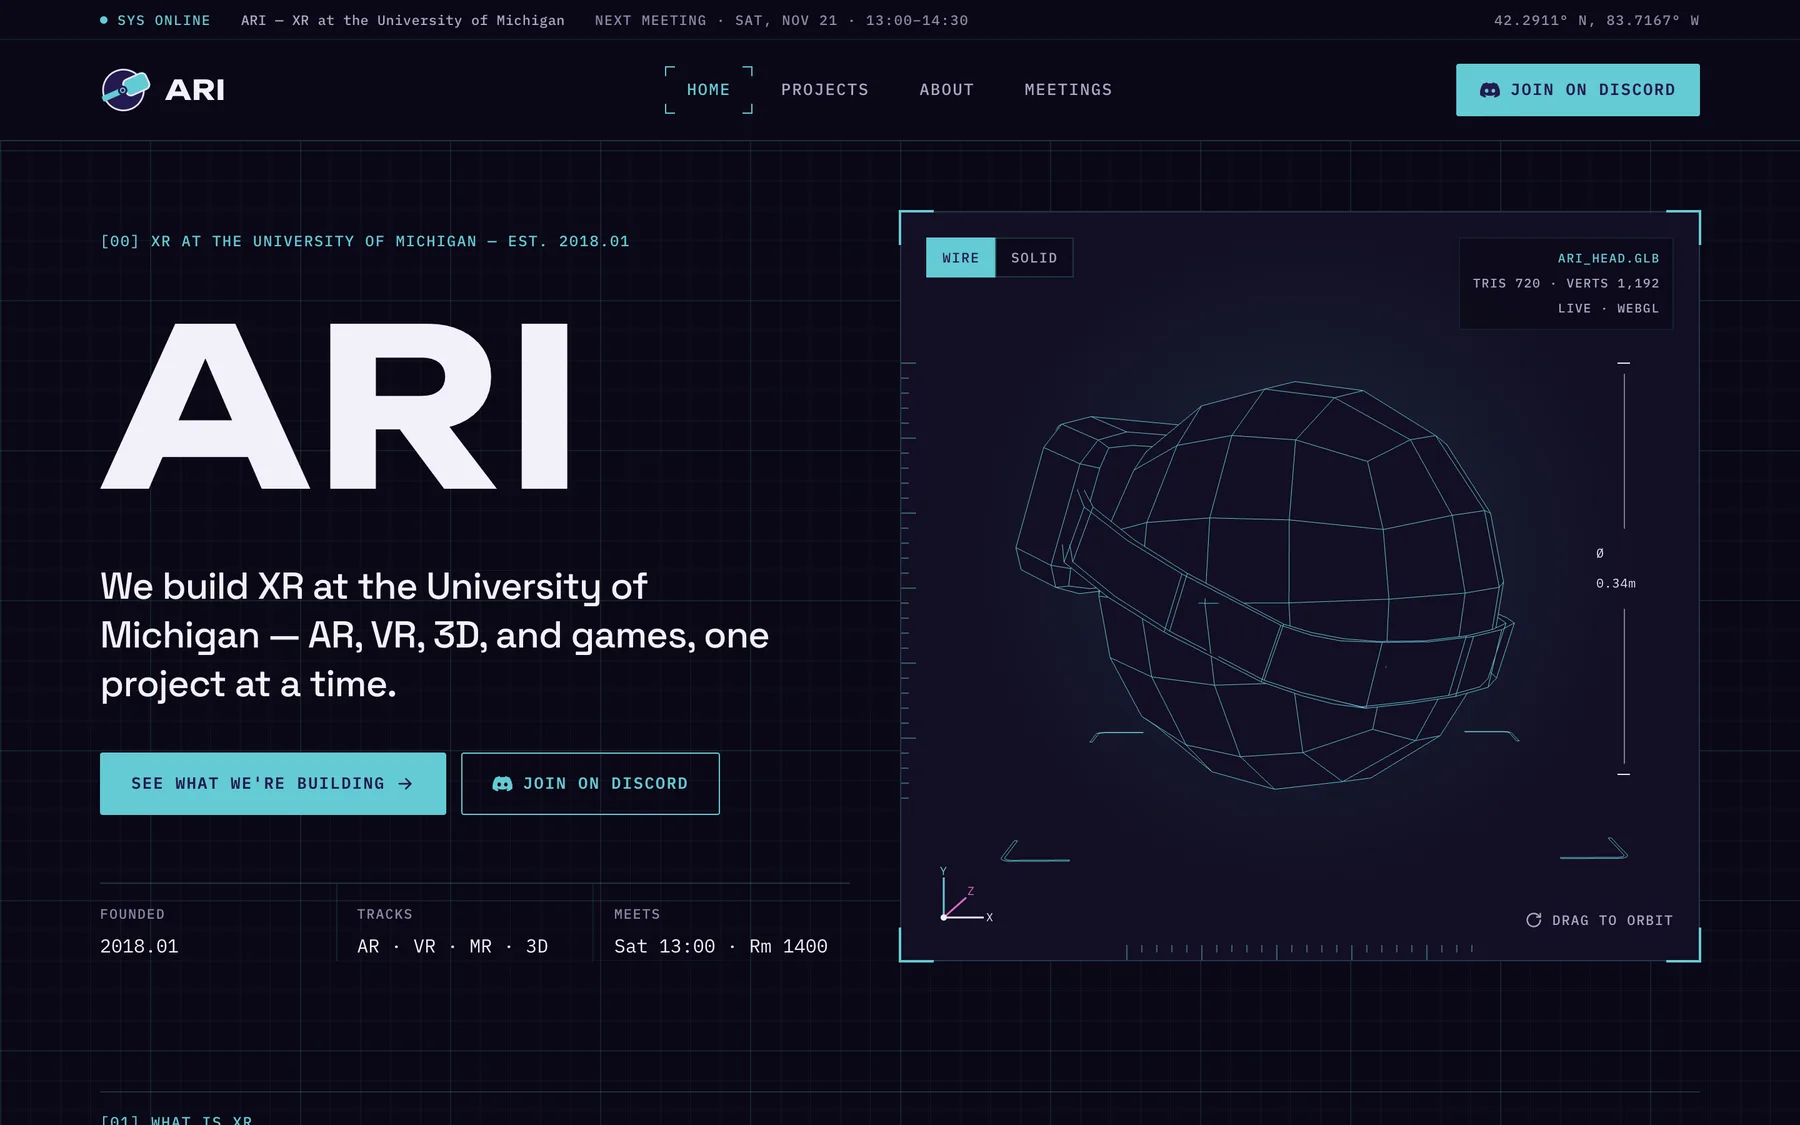 SYS ONLINE
ARI — XR at the University of Michigan
NEXT MEETING · SAT, NOV 21 · 13:00–14:30
42.2911° N, 83.7167° W
ARI
HOME
PROJECTS
ABOUT
MEETINGS
JOIN ON DISCORD
[00] XR AT THE UNIVERSITY OF MICHIGAN — EST. 2018.01
ARI
We build XR at the University of
Michigan — AR, VR, 3D, and games, one
project at a time.
SEE WHAT WE'RE BUILDING →
JOIN ON DISCORD
FOUNDED
2018.01
TRACKS
AR · VR · MR · 3D
MEETS
Sat 13:00 · Rm 1400
WIRE
SOLID
ARI_HEAD.GLB
TRIS 720 · VERTS 1,192
LIVE · WEBGL
Ø
0.34m
Y
Z
X
DRAG TO ORBIT
[01] WHAT IS XR